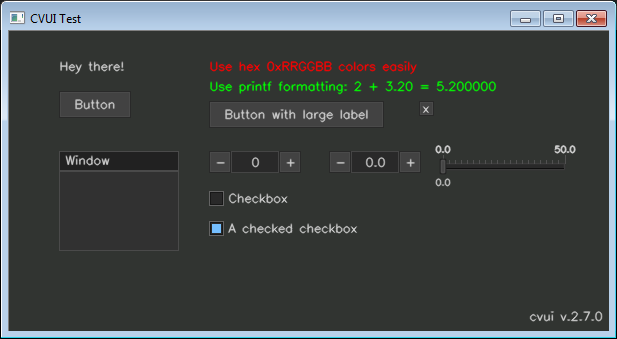 CVUI Test
Hey there!
Use hex 0xRRGGBB colors easily
Use printf formatting: 2 + 3.20 = 5.200000
Button
Button with large label
x
Window
- 0 +
- 0.0 +
0.0 50.0
0.0
Checkbox
A checked checkbox
cvui v.2.7.0